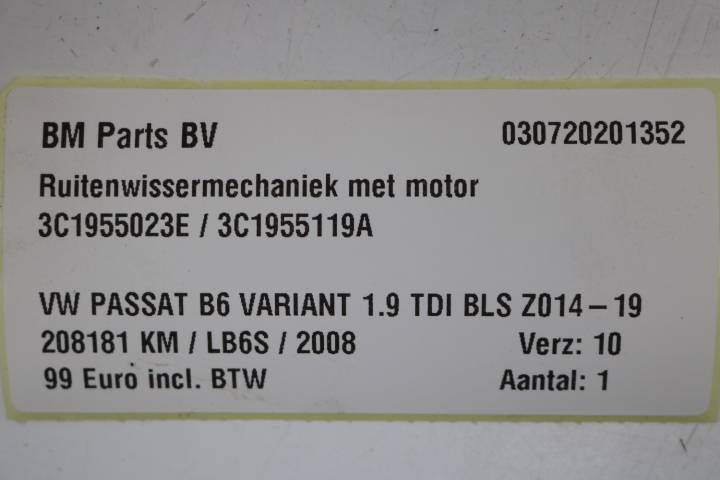 BM Parts BV 030720201352
Ruitenwissermechaniek met motor
3C1955023E / 3C1955119A
VW PASSAT B6 VARIANT 1.9 TDI BLS Z014-19
208181 KM / LB6S / 2008 Verz: 10
99 Euro incl. BTW Aantal: 1